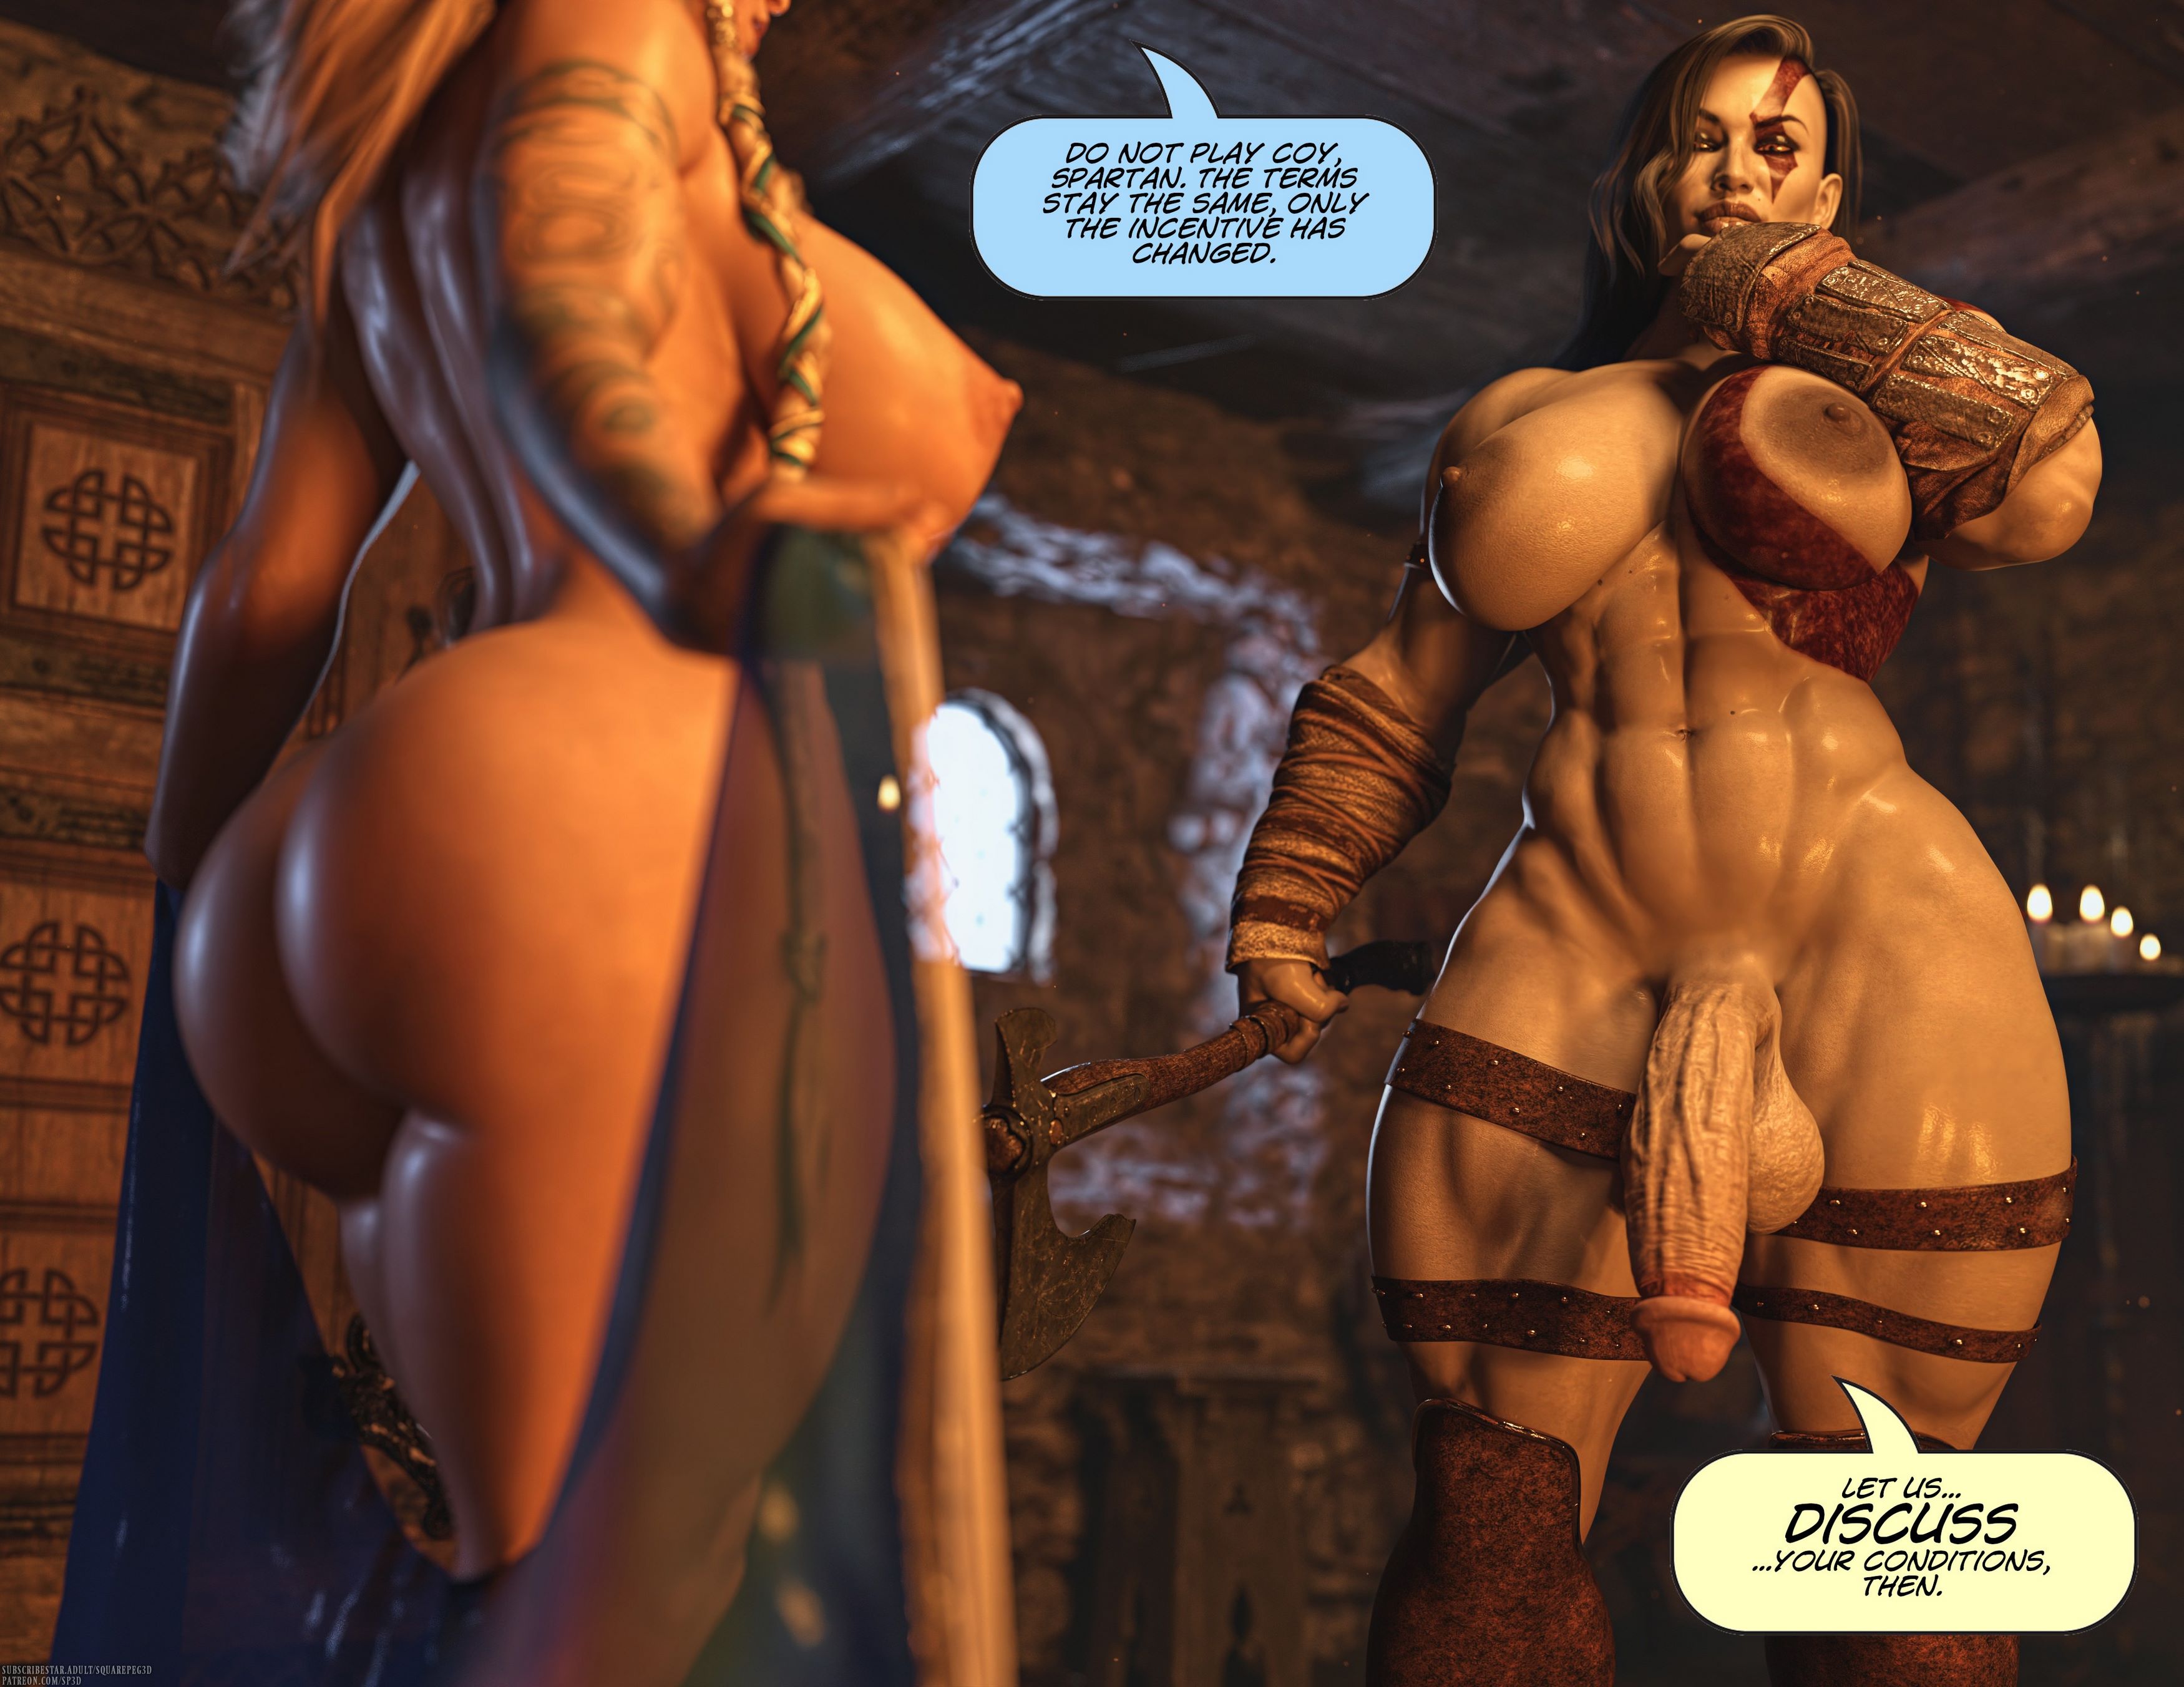 DO NOT PLAY COY,
SPARTAN. THE TERMS
STAY THE SAME, ONLY
THE INCENTIVE HAS
CHANGED.
LET US...
DISCUSS
...YOUR CONDITIONS,
THEN.
SUBSCRIBESTAR.ADULT/SQUAREPEG3D
PATREON.COM/SP3D